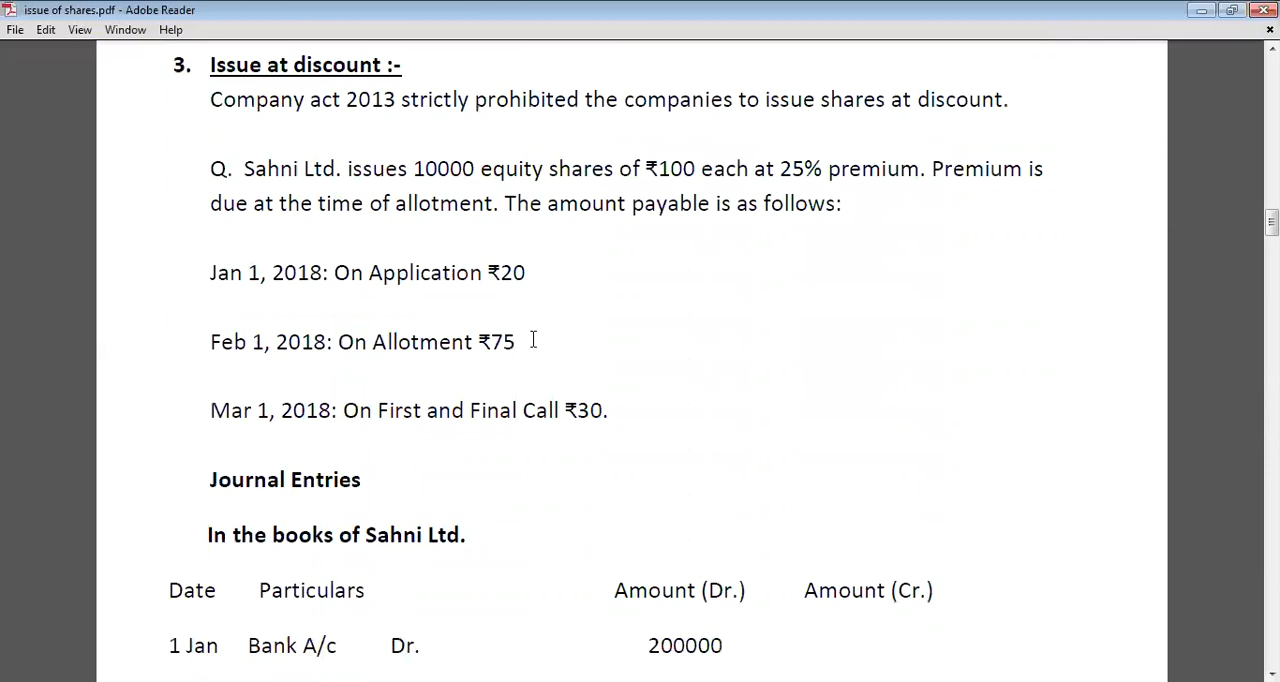 issue of shares.pdf - Adobe Reader
File Edit View Window Help
3. Issue at discount :-
Company act 2013 strictly prohibited the companies to issue shares at discount.
Q. Sahni Ltd. issues 10000 equity shares of ₹100 each at 25% premium. Premium is
due at the time of allotment. The amount payable is as follows:
Jan 1, 2018: On Application ₹20
Feb 1, 2018: On Allotment ₹75
Mar 1, 2018: On First and Final Call ₹30.
Journal Entries
In the books of Sahni Ltd.
Date Particulars Amount (Dr.) Amount (Cr.)
1 Jan Bank A/c Dr. 200000